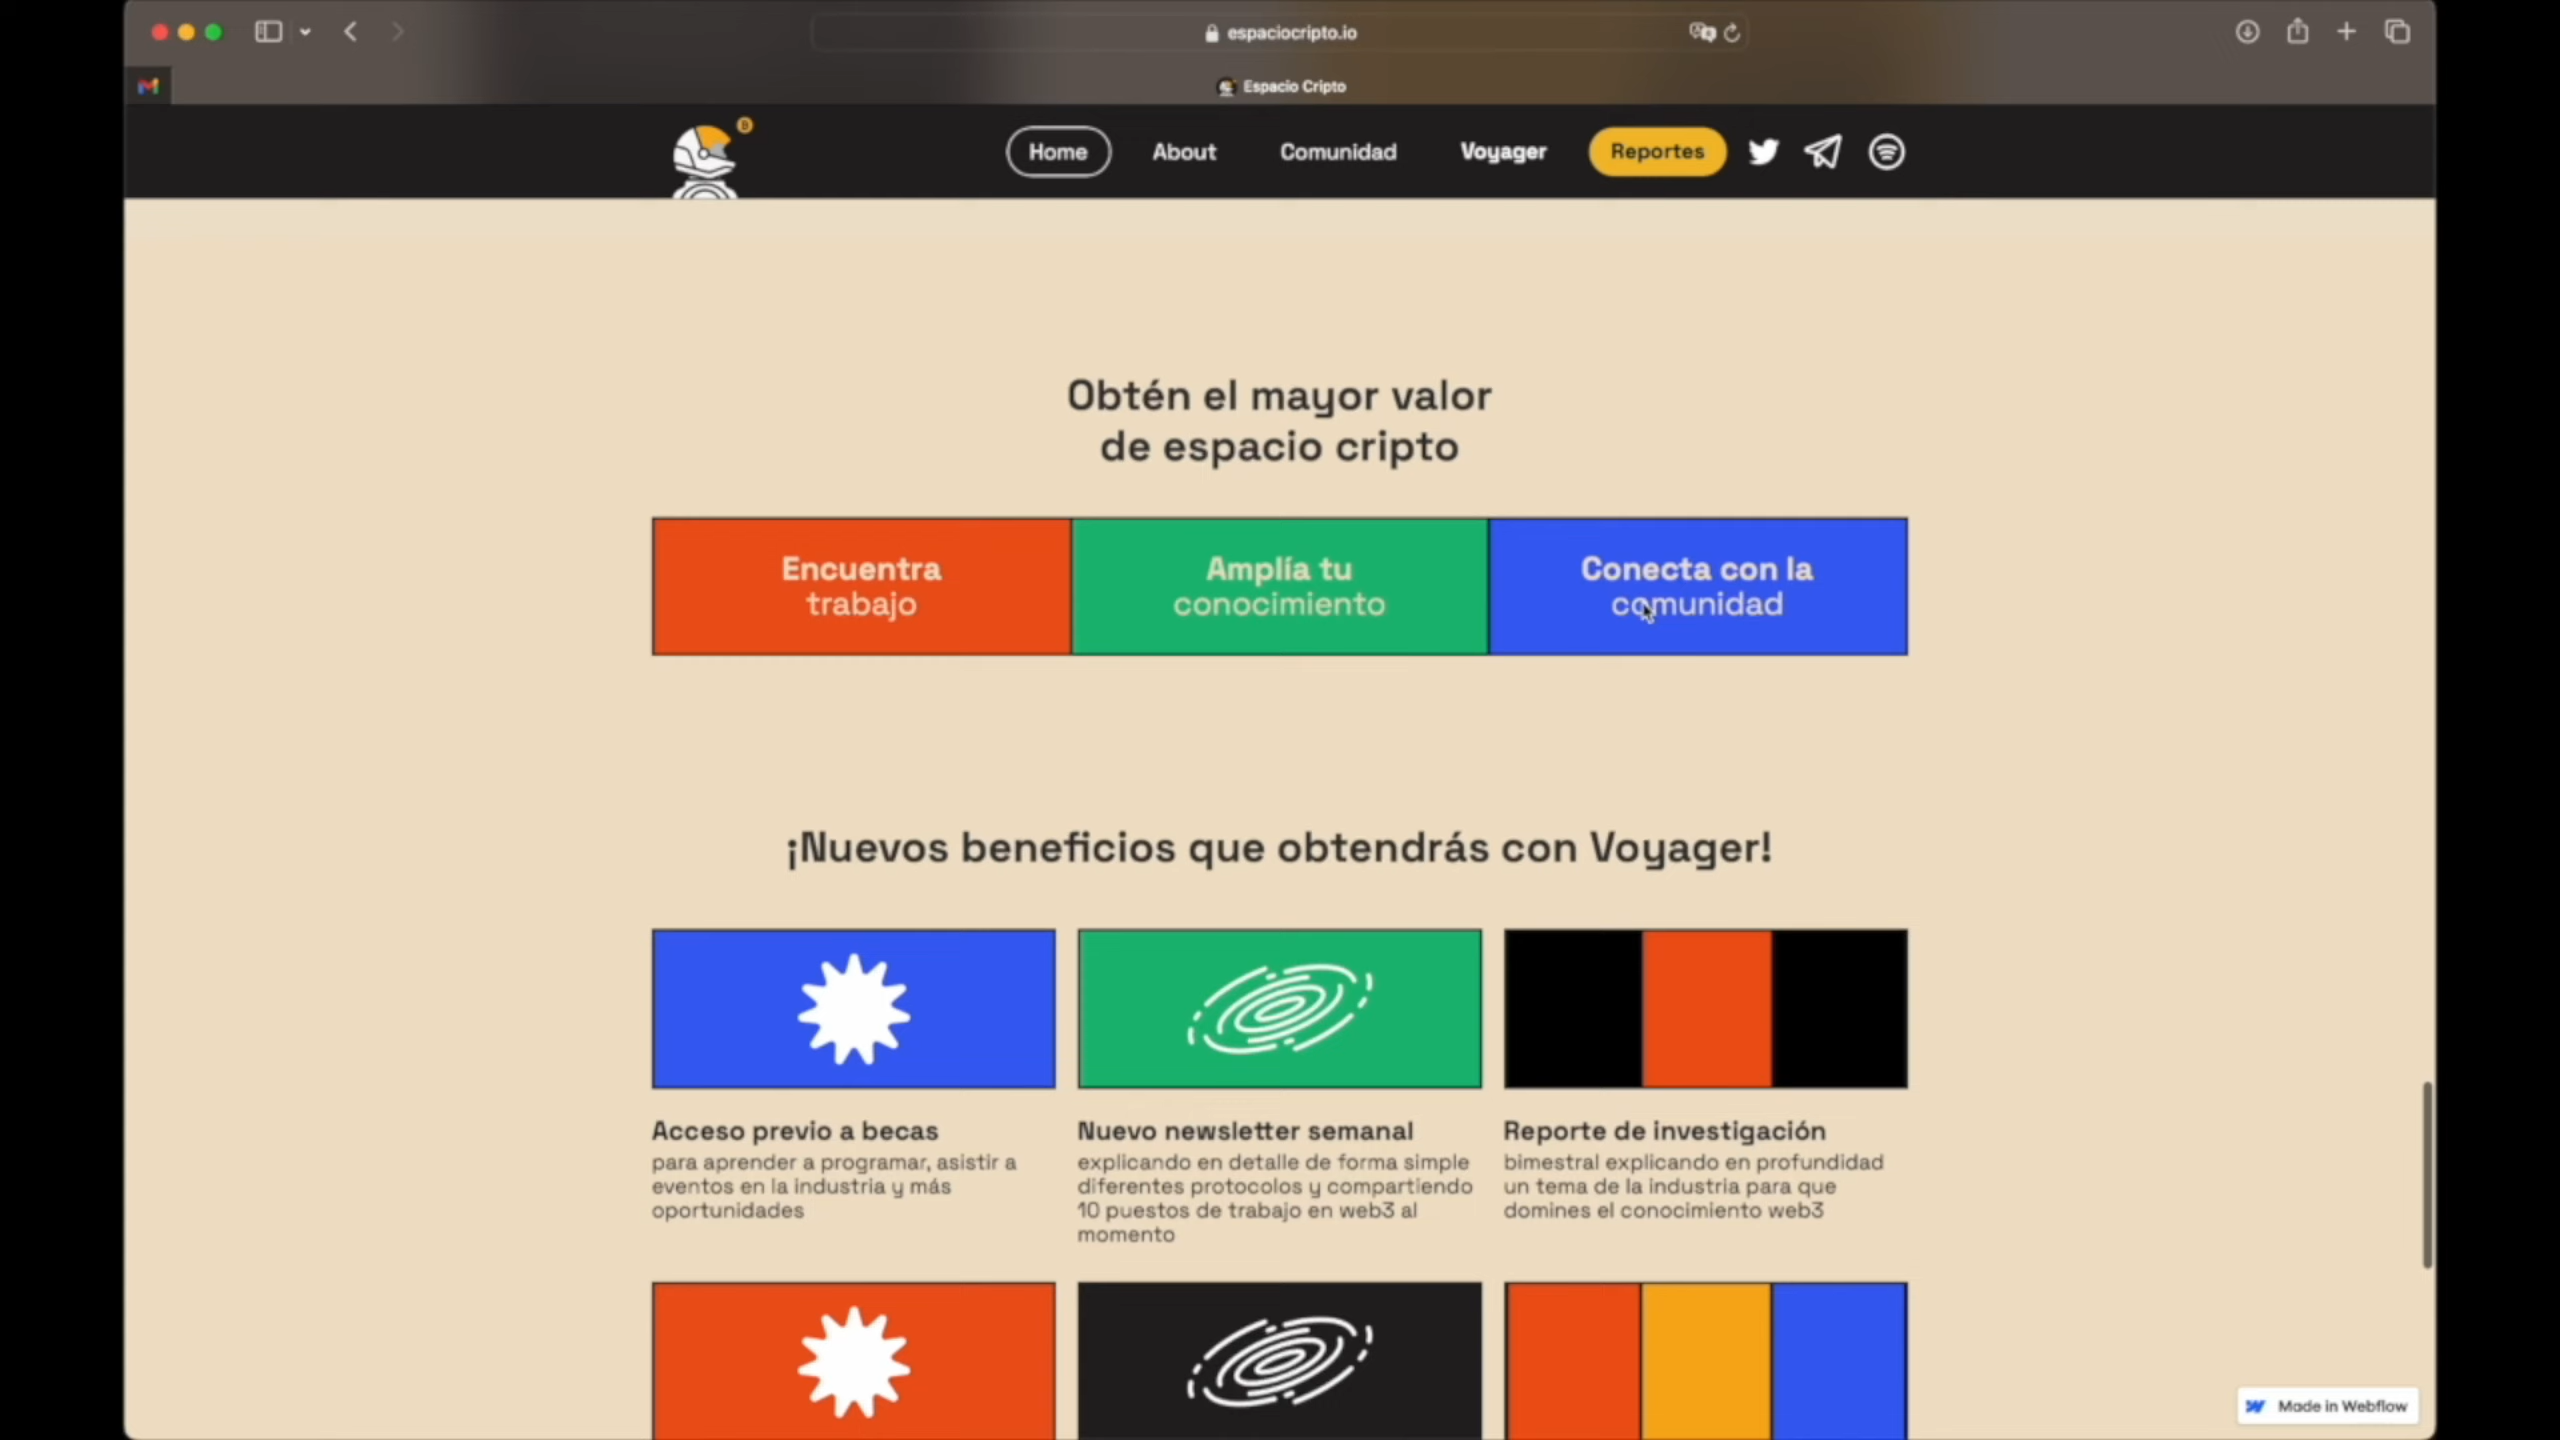 espaciocripto.io
Espacio Cripto
Home
About
Comunidad
Voyager
Reportes
Obtén el mayor valor
de espacio cripto
Encuentra
trabajo
Amplía tu
conocimiento
Conecta con la
comunidad
¡Nuevos beneficios que obtendrás con Voyager!
Acceso previo a becas
para aprender a programar, asistir a
eventos en la industria y más
oportunidades
Nuevo newsletter semanal
explicando en detalle de forma simple
diferentes protocolos y compartiendo
10 puestos de trabajo en web3 al
momento
Reporte de investigación
bimestral explicando en profundidad
un tema de la industria para que
domines el conocimiento web3
Made in Webflow